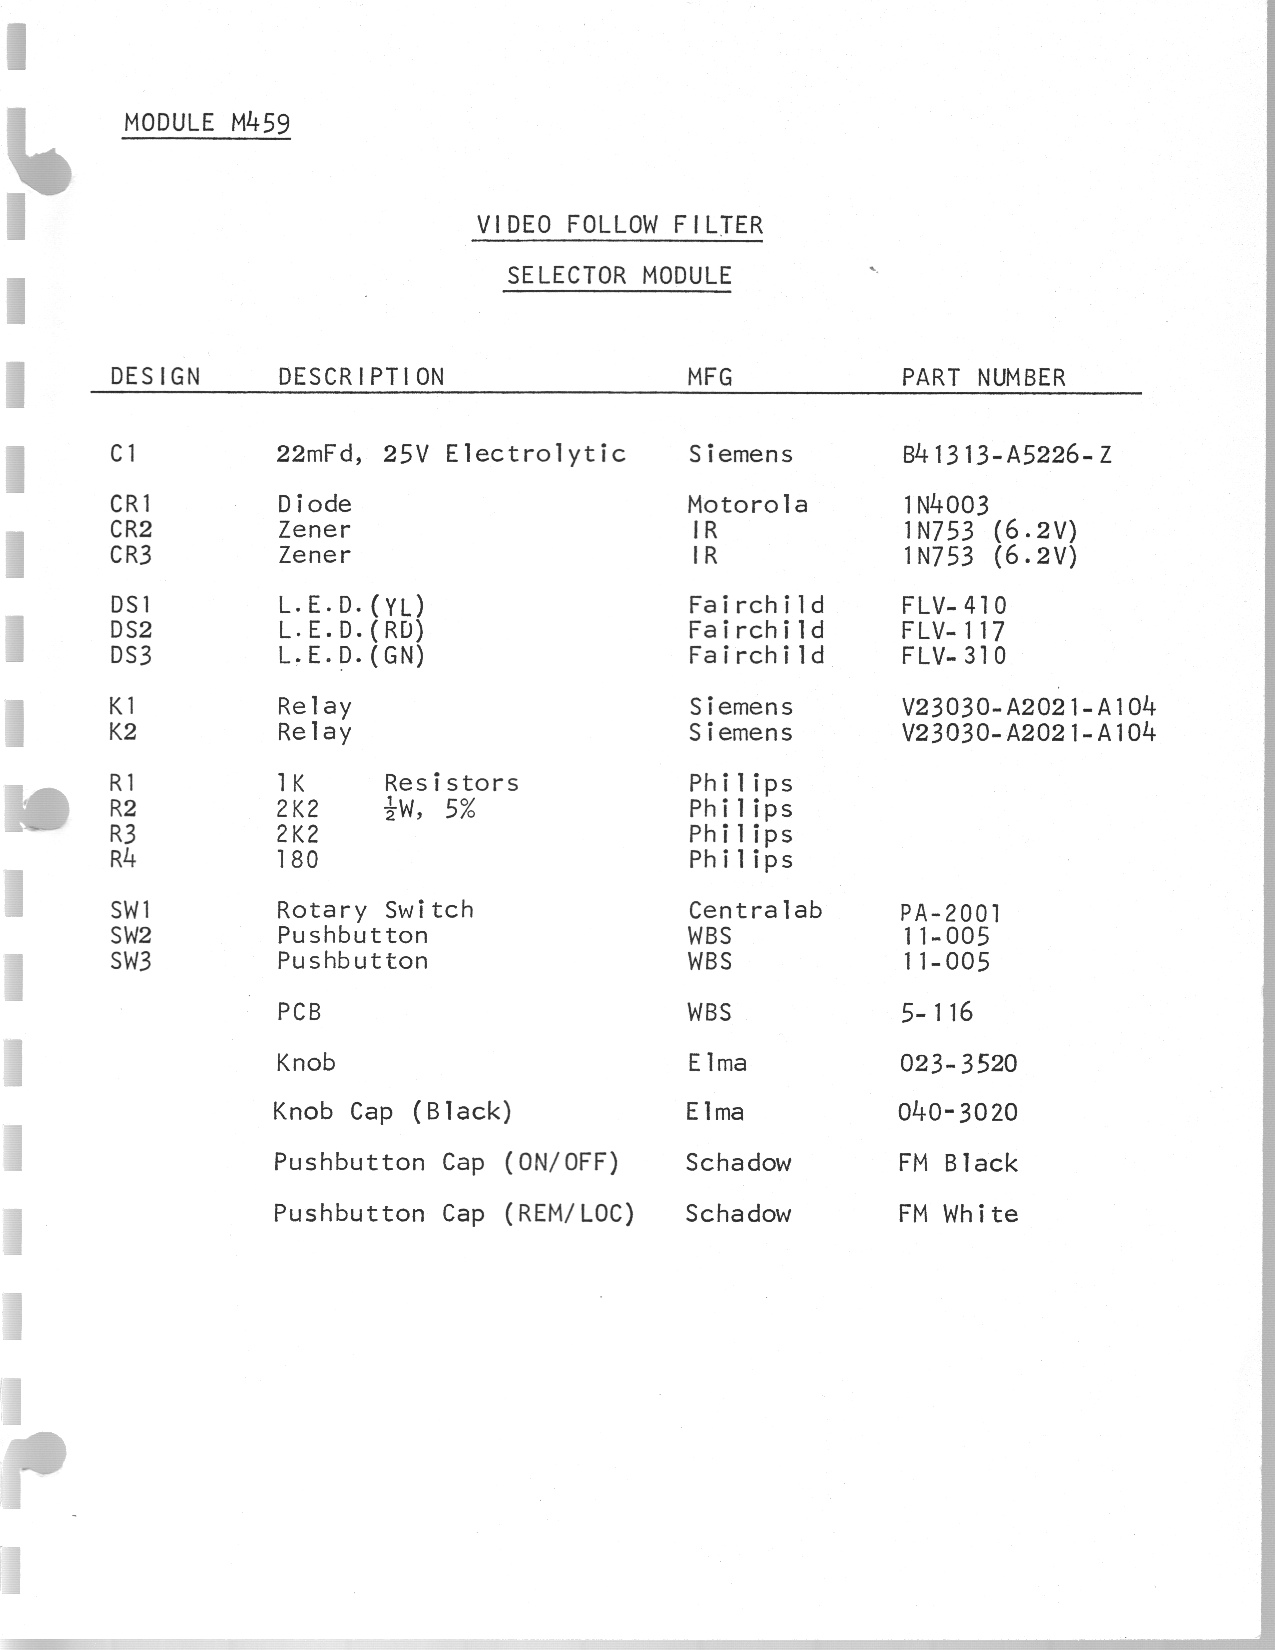 MODULE M459
VIDEO FOLLOW FILTER
SELECTOR MODULE
DESIGN DESCRIPTION MFG PART NUMBER
C1 22mFd, 25V Electrolytic Siemens B41313-A5226-Z
CR1 Diode Motorola 1N4003
CR2 Zener IR 1N753 (6.2V)
CR3 Zener IR 1N753 (6.2V)
DS1 L.E.D.(YL) Fairchild FLV-410
DS2 L.E.D.(RD) Fairchild FLV-117
DS3 L.E.D.(GN) Fairchild FLV-310
K1 Relay Siemens V23030-A2021-A104
K2 Relay Siemens V23030-A2021-A104
R1 1K Resistors Philips
R2 2K2 ½W, 5% Philips
R3 2K2 Philips
R4 180 Philips
SW1 Rotary Switch Centralab PA-2001
SW2 Pushbutton WBS 11-005
SW3 Pushbutton WBS 11-005
PCB WBS 5-116
Knob Elma 023-3520
Knob Cap (Black) Elma 040-3020
Pushbutton Cap (ON/OFF) Schadow FM Black
Pushbutton Cap (REM/LOC) Schadow FM White